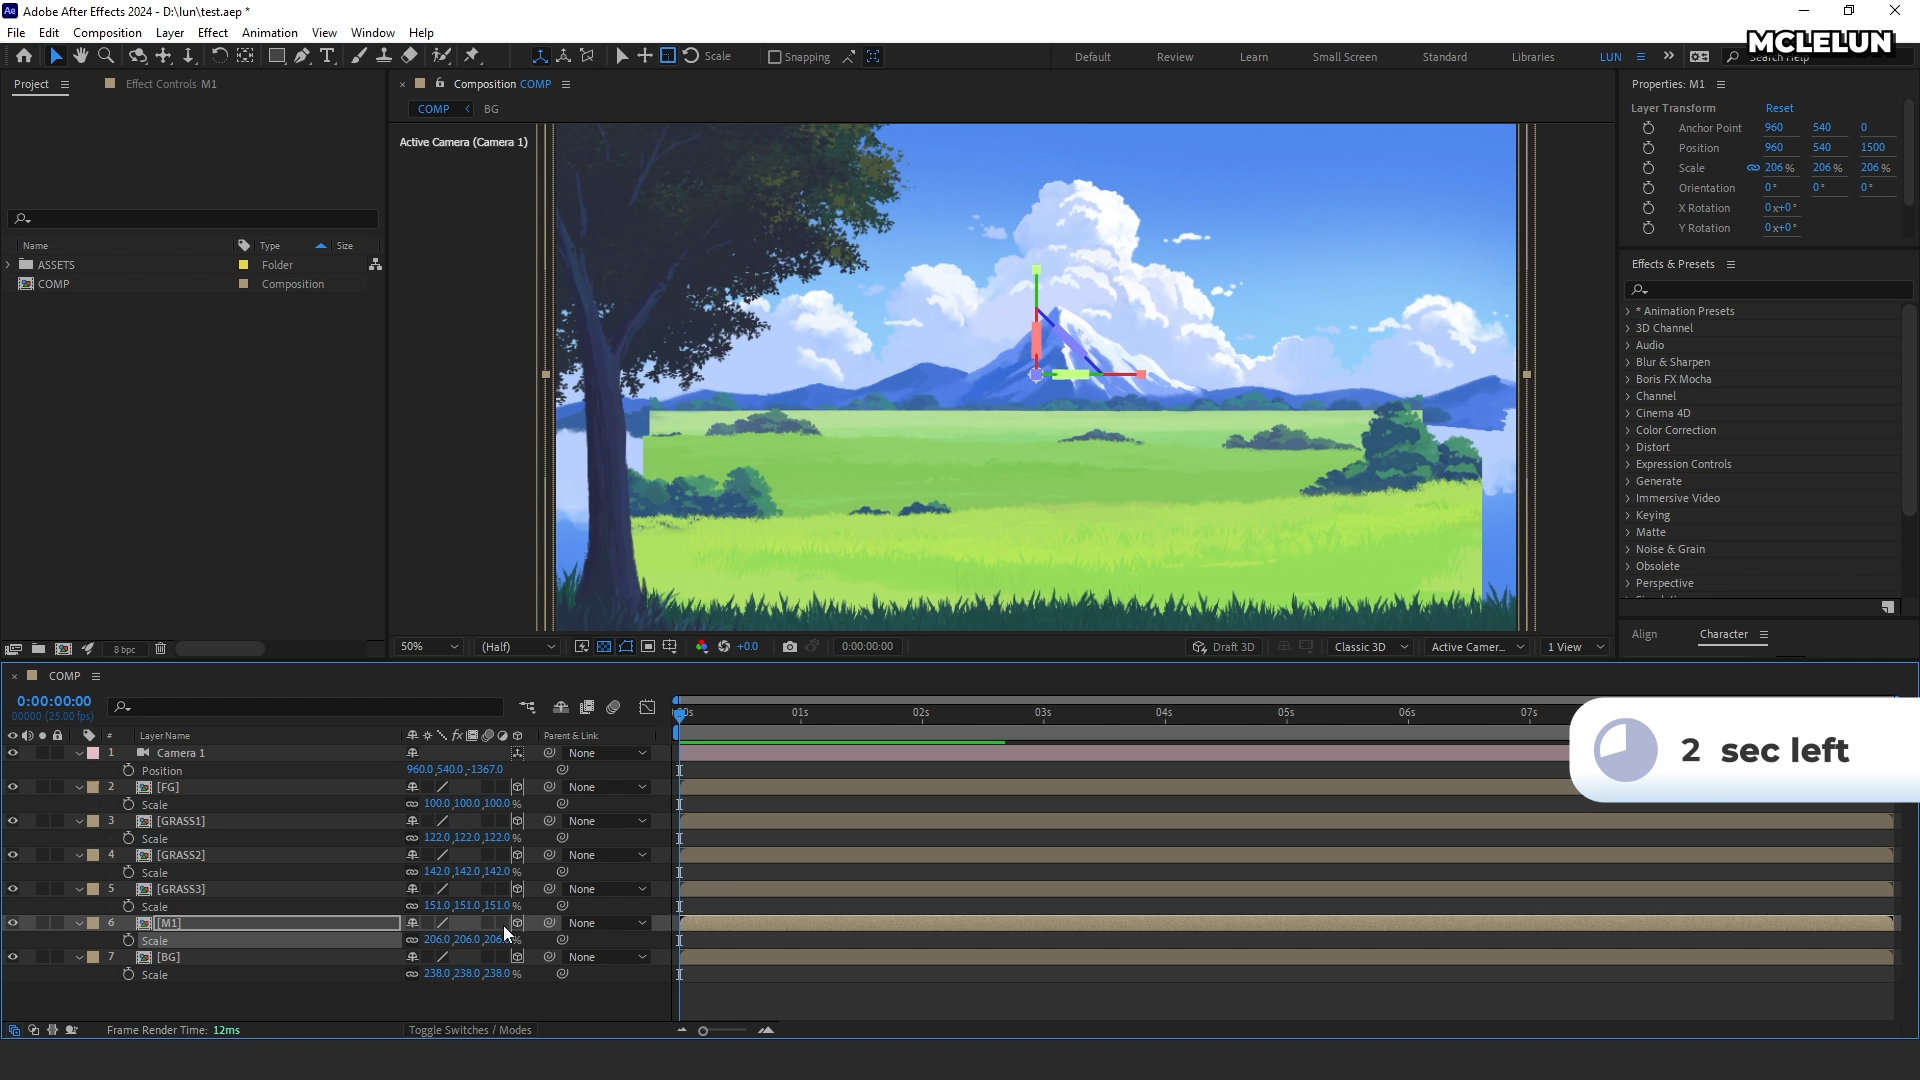 Adobe After Effects 2024 - D:\lun\test.aep *
File Edit Composition Layer Effect Animation View Window Help
Scale Snapping Default Review Learn Small Screen Standard LUN Libraries Search Help
MCLELUN
Project Effect Controls M1
Name Type Size
ASSETS Folder
COMP Composition
8 bpc
Composition COMP
COMP BG
Active Camera (Camera 1)
50% (Half) +0.0 0:00:00:00 Draft 3D Classic 3D Active Camer... 1 View
Properties: M1
Layer Transform Reset
Anchor Point 960 540 0
Position 960 540 1500
Scale 206 % 206 % 206 %
Orientation 0° 0° 0°
X Rotation 0x+0°
Y Rotation 0x+0°
Effects & Presets
* Animation Presets
3D Channel
Audio
Blur & Sharpen
Boris FX Mocha
Channel
Cinema 4D
Color Correction
Distort
Expression Controls
Generate
Immersive Video
Keying
Matte
Noise & Grain
Obsolete
Perspective
Align Character
COMP
0:00:00:00
00000 (25.00 fps)
# Layer Name fx Parent & Link
1 Camera 1 None
Position 960.0,540.0,-1367.0
2 [FG] None
Scale 100.0,100.0,100.0 %
3 [GRASS1] None
Scale 122.0,122.0,122.0 %
4 [GRASS2] None
Scale 142.0,142.0,142.0 %
5 [GRASS3] None
Scale 151.0,151.0,151.0 %
6 [M1] None
Scale 206.0,206.0,206. %
7 [BG] None
Scale 238.0,238.0,238.0 %
01s 02s 03s 04s 05s 06s 07s
2 sec left
Frame Render Time: 12ms Toggle Switches / Modes